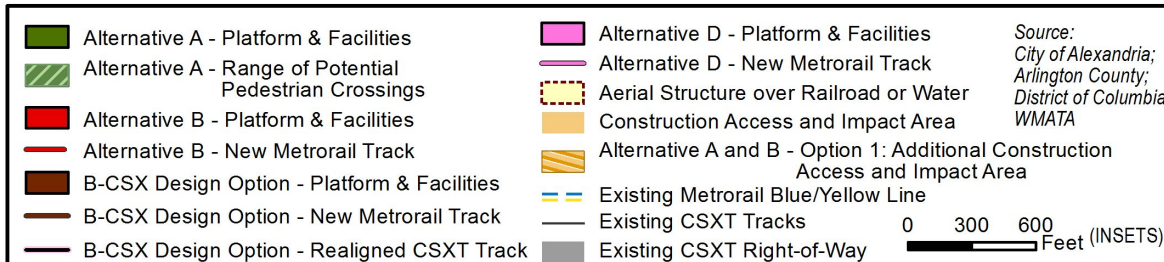 Alternative A - Platform & Facilities
Alternative A - Range of Potential
Pedestrian Crossings
Alternative B - Platform & Facilities
Alternative B - New Metrorail Track
B-CSX Design Option - Platform & Facilities
B-CSX Design Option - New Metrorail Track
B-CSX Design Option - Realigned CSXT Track
Alternative D - Platform & Facilities
Alternative D - New Metrorail Track
Aerial Structure over Railroad or Water
Construction Access and Impact Area
Alternative A and B - Option 1: Additional Construction
Access and Impact Area
Existing Metrorail Blue/Yellow Line
Existing CSXT Tracks
Existing CSXT Right-of-Way
Source:
City of Alexandria;
Arlington County;
District of Columbia
WMATA
0 300 600
Feet (INSETS)